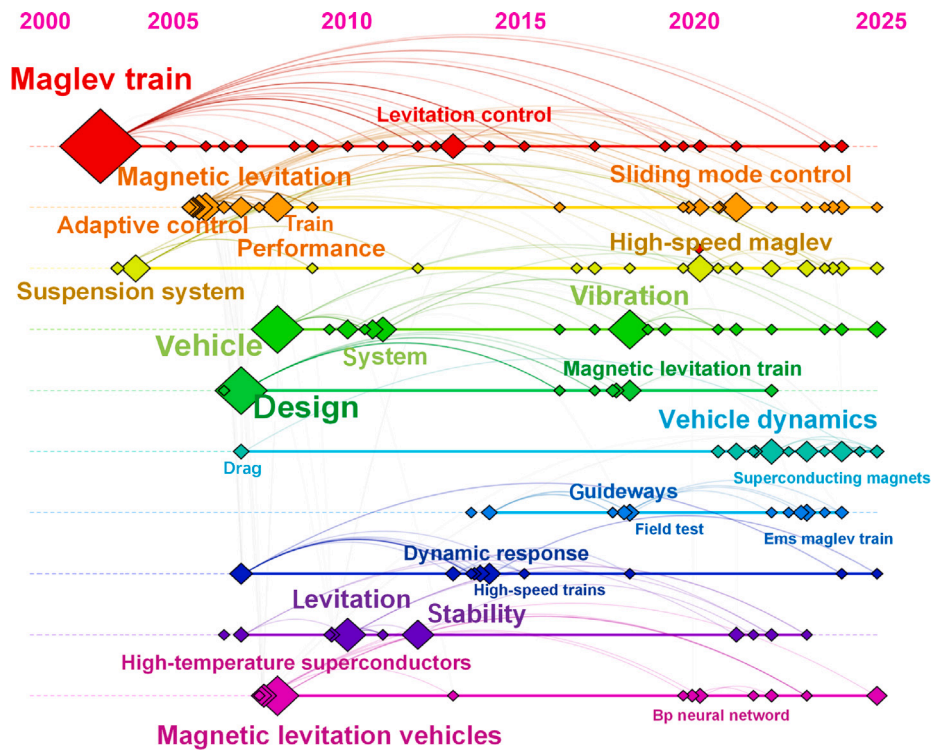 2000 2005 2010 2015 2020 2025
Maglev train
Levitation control
Magnetic levitation
Sliding mode control
Adaptive control
Train
Performance
High-speed maglev
Suspension system
Vibration
Vehicle
System
Magnetic levitation train
Design
Vehicle dynamics
Drag
Superconducting magnets
Guideways
Field test
Ems maglev train
Dynamic response
High-speed trains
Levitation
Stability
High-temperature superconductors
Bp neural netword
Magnetic levitation vehicles